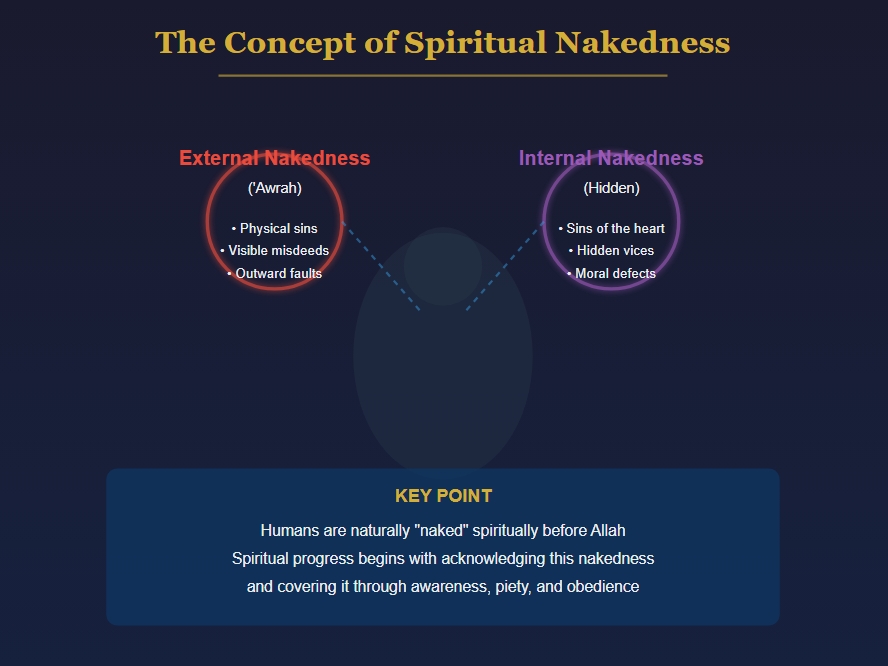 The Concept of Spiritual Nakedness
External Nakedness
('Awrah)
• Physical sins
• Visible misdeeds
• Outward faults
Internal Nakedness
(Hidden)
• Sins of the heart
• Hidden vices
• Moral defects
KEY POINT
Humans are naturally "naked" spiritually before Allah
Spiritual progress begins with acknowledging this nakedness
and covering it through awareness, piety, and obedience